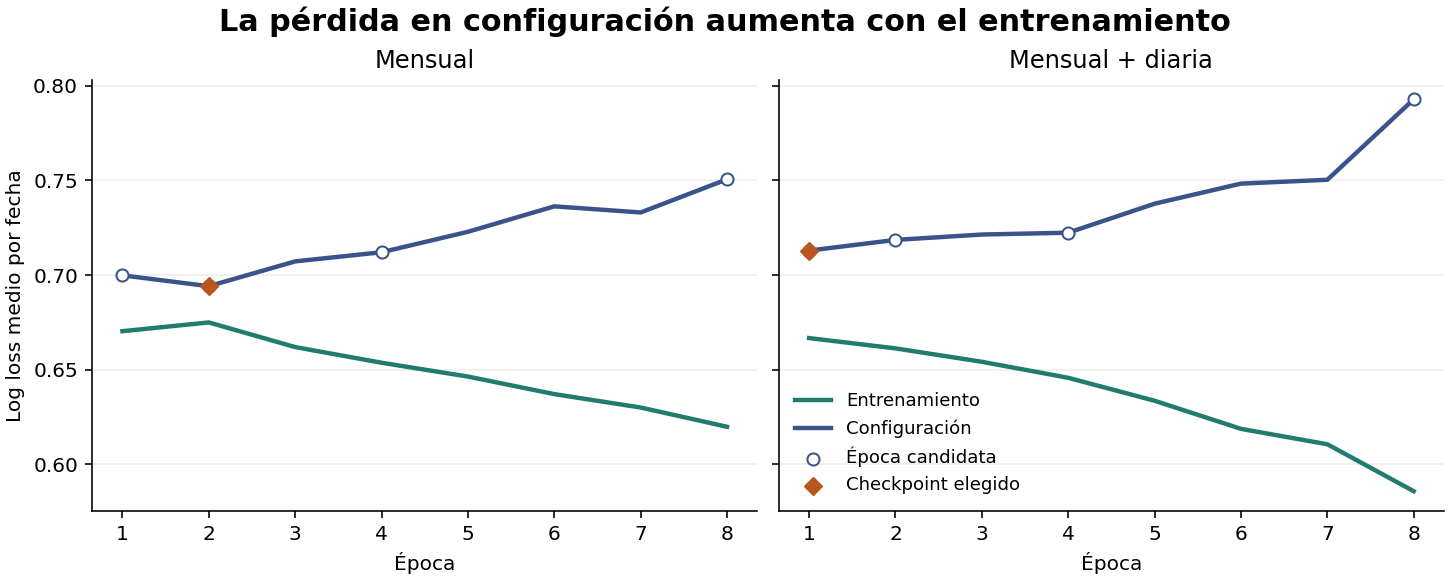 La pérdida en configuración aumenta con el entrenamiento
Mensual
Mensual + diaria
Log loss medio por fecha
0.80
0.75
0.70
0.65
0.60
1 2 3 4 5 6 7 8
Época
Entrenamiento
Configuración
Época candidata
Checkpoint elegido
1 2 3 4 5 6 7 8
Época